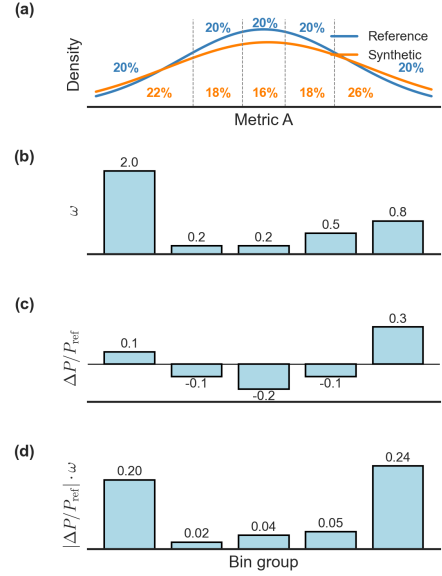 (a)
Density
20%
20%
20%
20%
20%
Reference
Synthetic
22%
18%
16%
18%
26%
Metric A
(b)
ω
2.0
0.2
0.2
0.5
0.8
(c)
ΔP/P_ref
0.1
-0.1
-0.2
-0.1
0.3
(d)
|ΔP/P_ref| · ω
0.20
0.02
0.04
0.05
0.24
Bin group